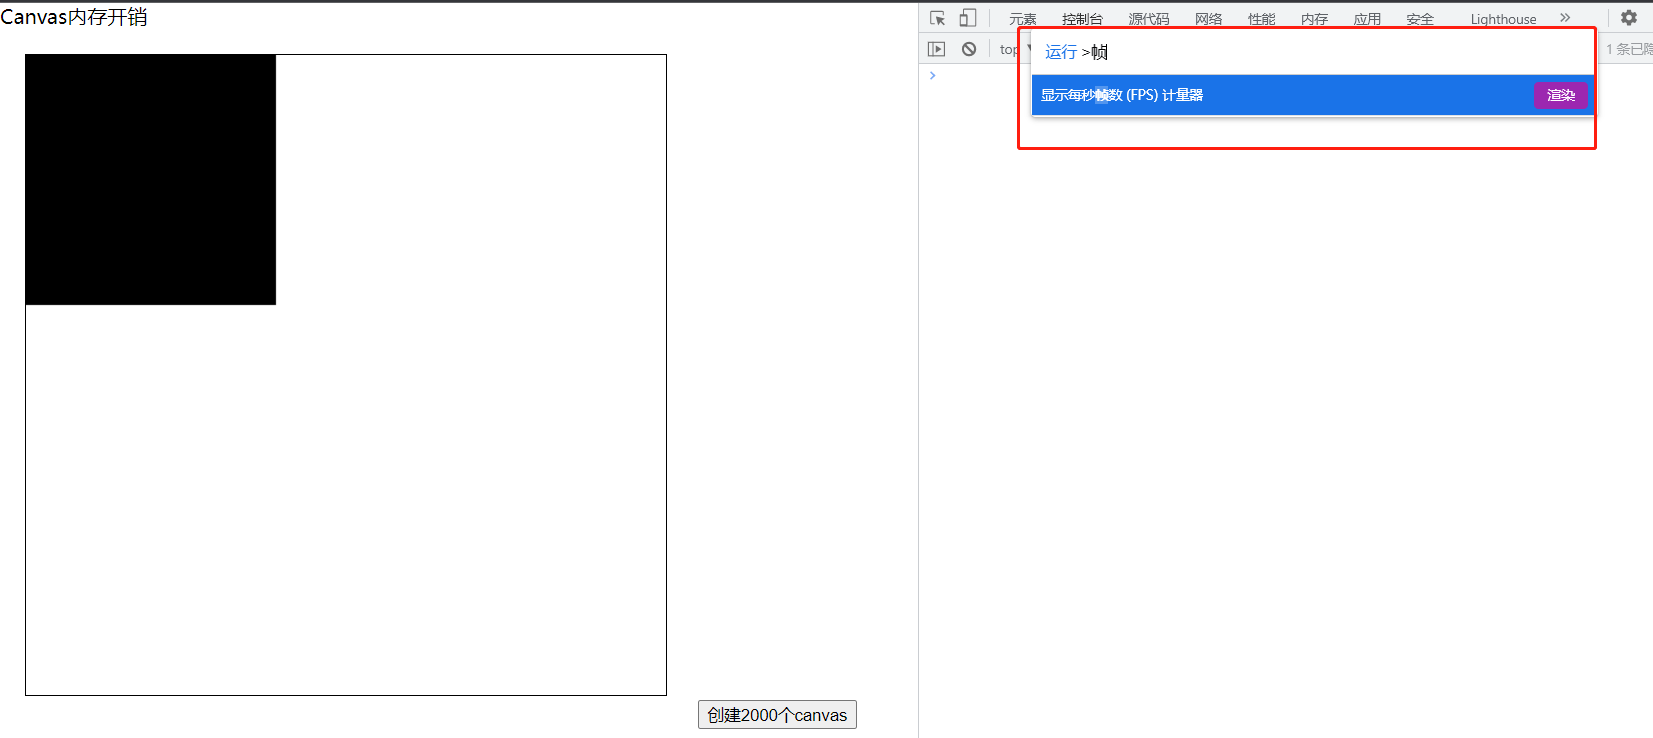 Canvas内存开销
创建2000个canvas
元素 控制台 源代码 网络 性能 内存 应用 安全 Lighthouse »
top
1 条已隐
运行 >帧
显示每秒帧数 (FPS) 计量器 渲染
>